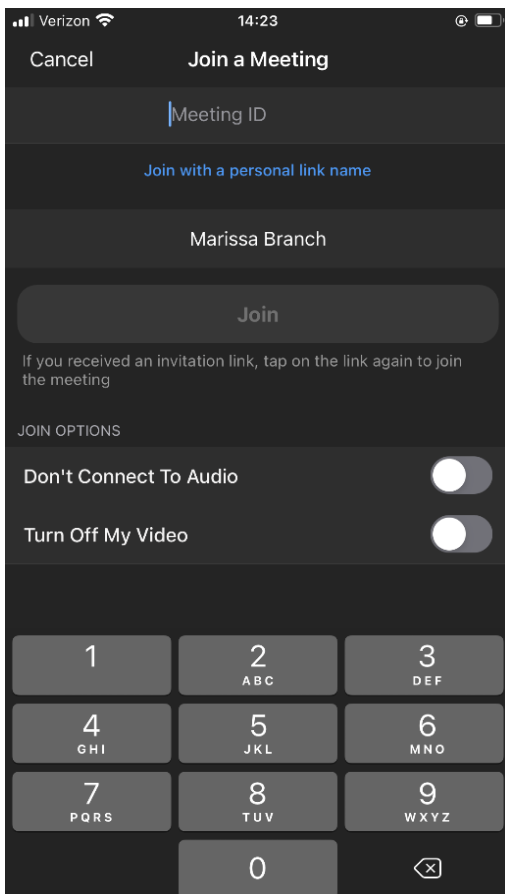 Verizon 14:23
Cancel Join a Meeting
Meeting ID
Join with a personal link name
Marissa Branch
Join
If you received an invitation link, tap on the link again to join
the meeting
JOIN OPTIONS
Don't Connect To Audio
Turn Off My Video
1 2 3
ABC DEF
4 5 6
GHI JKL MNO
7 8 9
PQRS TUV WXYZ
0